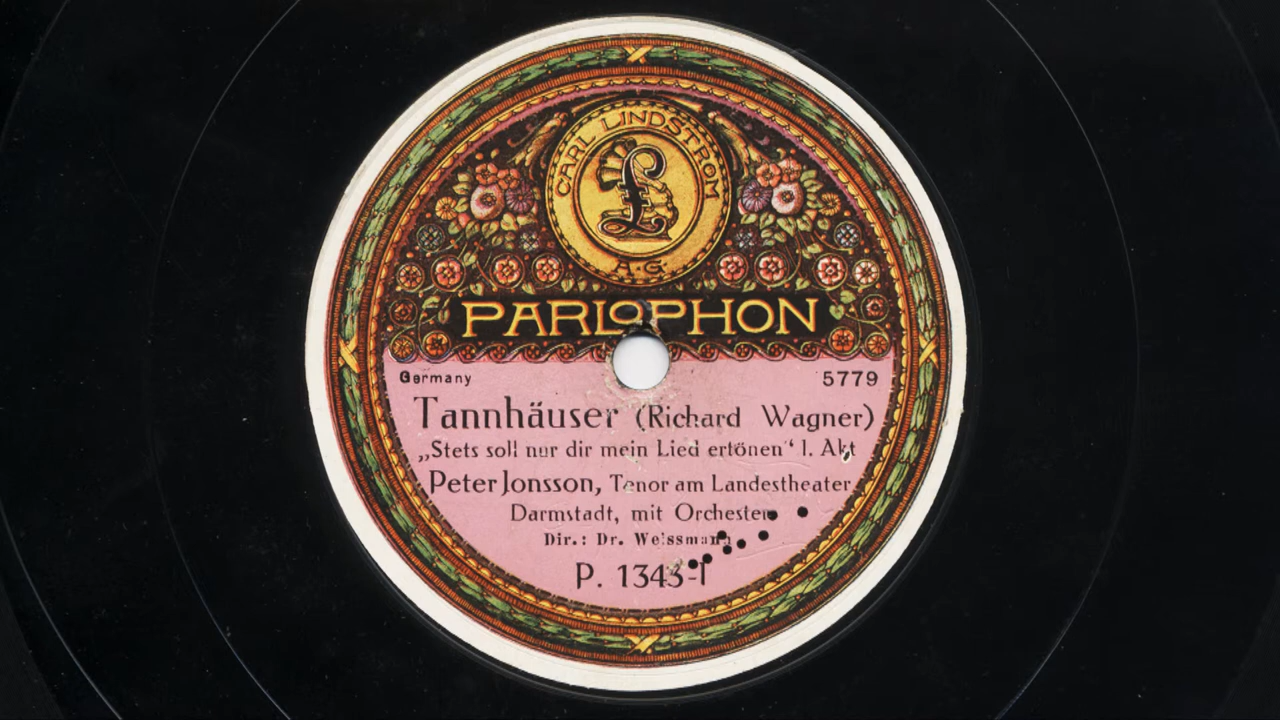 CARL LINDSTROM
A·G·
PARLOPHON
Germany 5779
Tannhäuser (Richard Wagner)
„Stets soll nur dir mein Lied ertönen“ I. Akt
Peter Jonsson, Tenor am Landestheater
Darmstadt, mit Orchester
Dir.: Dr. Weissmann
P. 1343-I